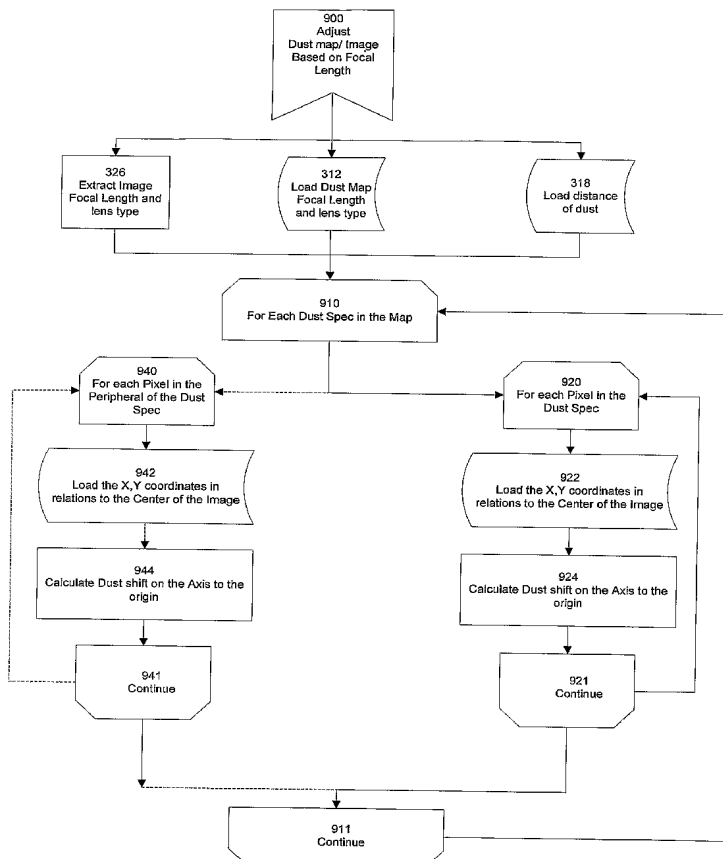 900
Adjust
Dust map/ Image
Based on Focal
Length
326
Extract Image
Focal Length and
lens type
312
Load Dust Map
Focal Length
and lens type
318
Load distance
of dust
910
For Each Dust Spec in the Map
940
For each Pixel in the
Peripheral of the Dust
Spec
920
For each Pixel in the
Dust Spec
942
Load the X,Y coordinates in
relations to the Center of the Image
922
Load the X,Y coordinates in
relations to the Center of the Image
944
Calculate Dust shift on the Axis to the
origin
924
Calculate Dust shift on the Axis to the
origin
941
Continue
921
Continue
911
Continue